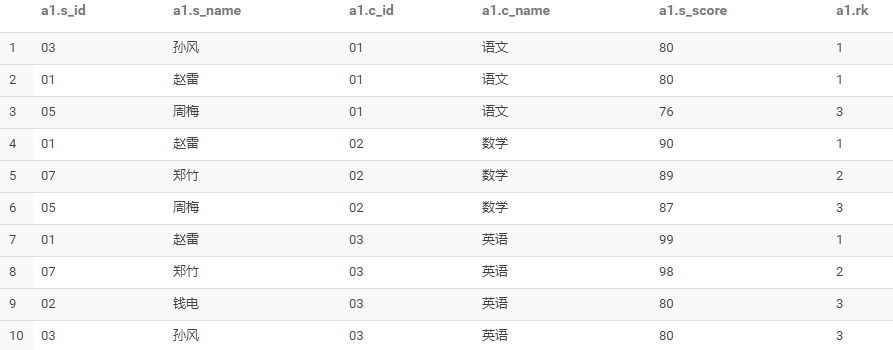 a1.s_id a1.s_name a1.c_id a1.c_name a1.s_score a1.rk
1 03 孙风 01 语文 80 1
2 01 赵雷 01 语文 80 1
3 05 周梅 01 语文 76 3
4 01 赵雷 02 数学 90 1
5 07 郑竹 02 数学 89 2
6 05 周梅 02 数学 87 3
7 01 赵雷 03 英语 99 1
8 07 郑竹 03 英语 98 2
9 02 钱电 03 英语 80 3
10 03 孙风 03 英语 80 3